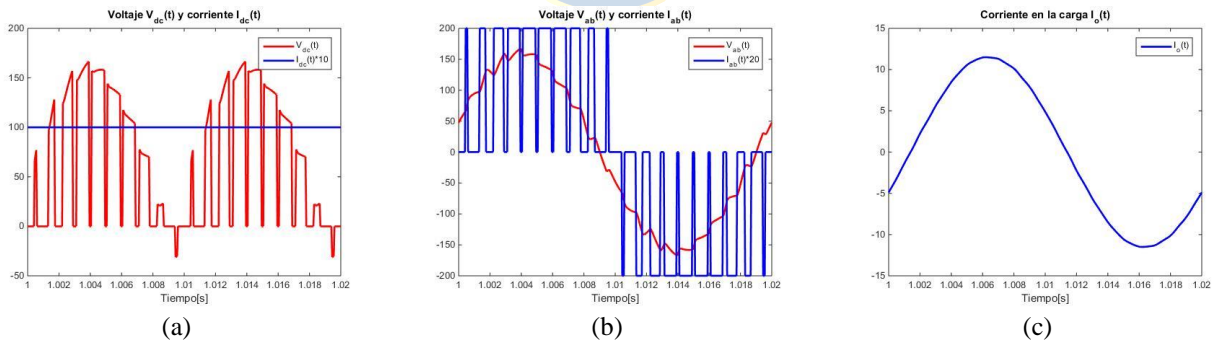 Voltaje V_dc(t) y corriente I_dc(t)
V_dc(t)
I_dc(t)*10
200
150
100
50
0
-50
1 1.002 1.004 1.006 1.008 1.01 1.012 1.014 1.016 1.018 1.02
Tiempo[s]
(a)
Voltaje V_ab(t) y corriente I_ab(t)
V_ab(t)
I_ab(t)*20
200
150
100
50
0
-50
-100
-150
-200
1 1.002 1.004 1.006 1.008 1.01 1.012 1.014 1.016 1.018 1.02
Tiempo[s]
(b)
Corriente en la carga I_o(t)
I_o(t)
15
10
5
0
-5
-10
-15
1 1.002 1.004 1.006 1.008 1.01 1.012 1.014 1.016 1.018 1.02
Tiempo[s]
(c)